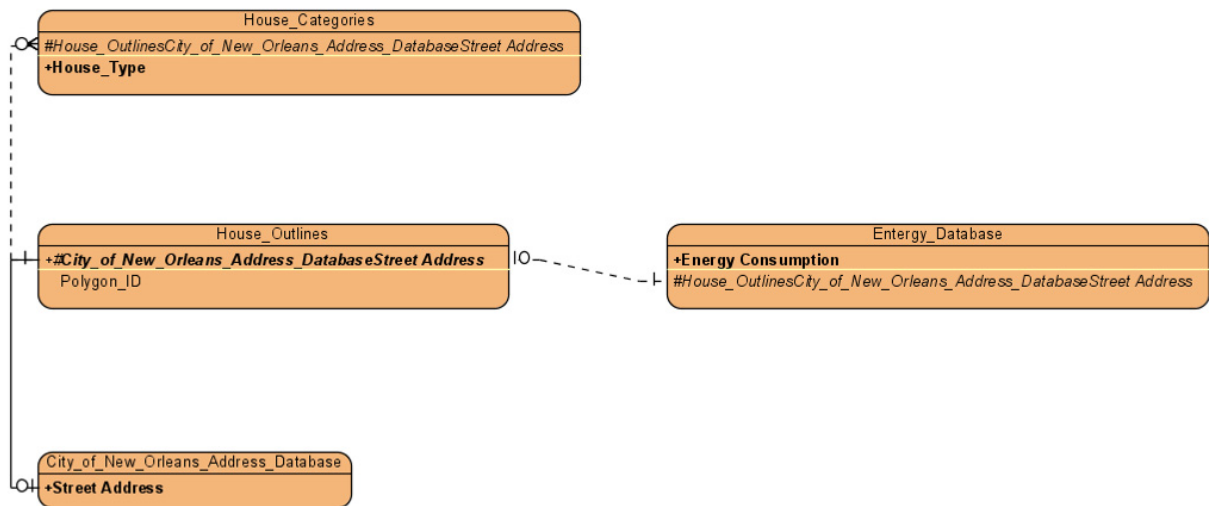 House_Categories
#House_OutlinesCity_of_New_Orleans_Address_DatabaseStreet Address
+House_Type
House_Outlines
+#City_of_New_Orleans_Address_DatabaseStreet Address
Polygon_ID
Entergy_Database
+Energy Consumption
#House_OutlinesCity_of_New_Orleans_Address_DatabaseStreet Address
City_of_New_Orleans_Address_Database
+Street Address